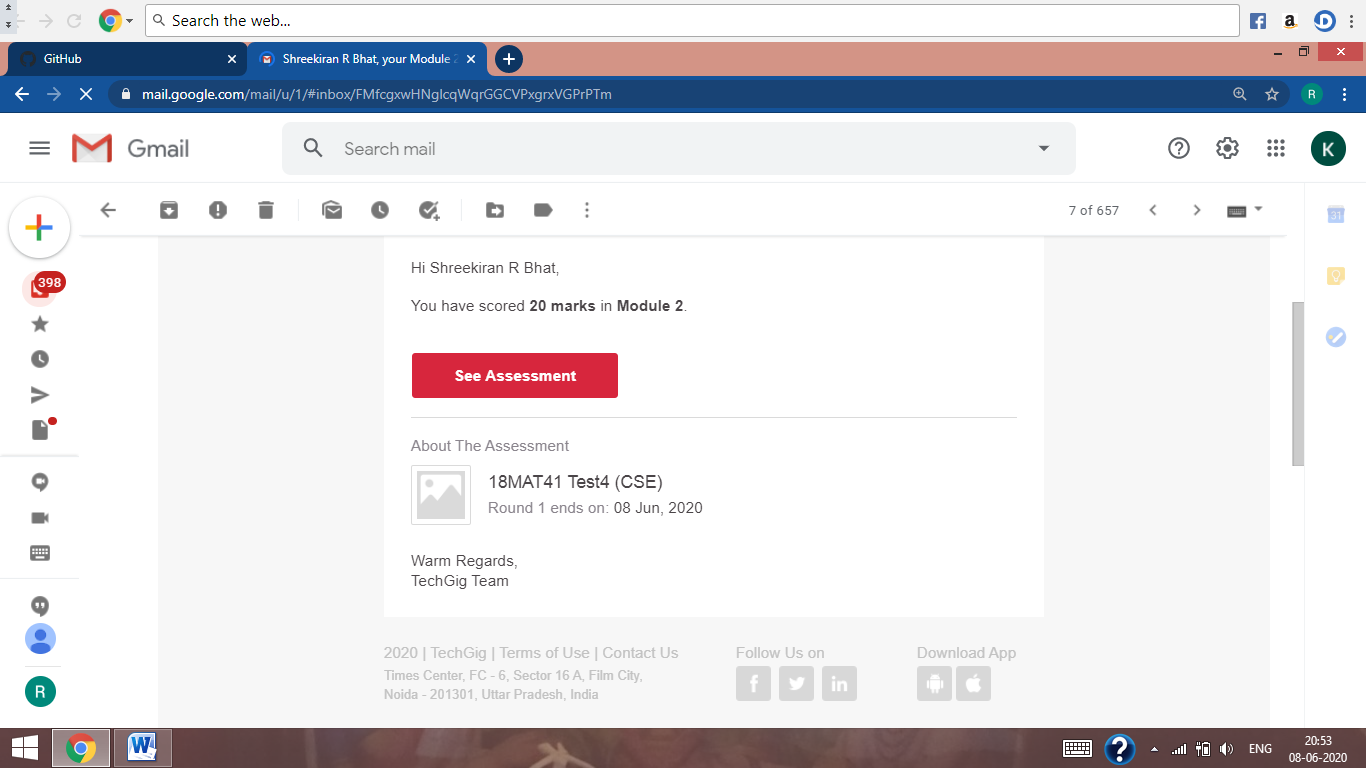 Search the web...
GitHub
Shreekiran R Bhat, your Module 2
mail.google.com/mail/u/1/#inbox/FMfcgxwHNglcqWqrGGCVPxgrxVGPrPTm
R
Gmail
Search mail
K
7 of 657
31
398
Hi Shreekiran R Bhat,
You have scored 20 marks in Module 2.
See Assessment
About The Assessment
18MAT41 Test4 (CSE)
Round 1 ends on: 08 Jun, 2020
Warm Regards,
TechGig Team
2020 | TechGig | Terms of Use | Contact Us
Times Center, FC - 6, Sector 16 A, Film City,
Noida - 201301, Uttar Pradesh, India
Follow Us on
Download App
R
ENG
20:53
08-06-2020